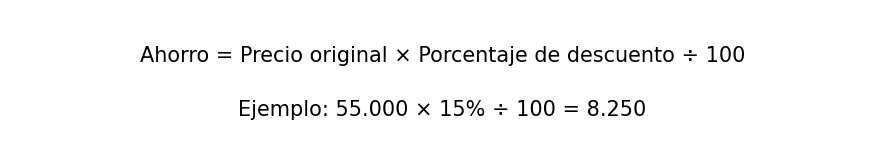 Ahorro = Precio original × Porcentaje de descuento ÷ 100
Ejemplo: 55.000 × 15% ÷ 100 = 8.250